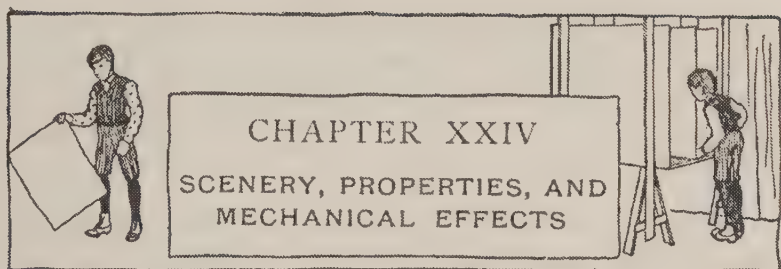 CHAPTER XXIV
SCENERY, PROPERTIES, AND
MECHANICAL EFFECTS